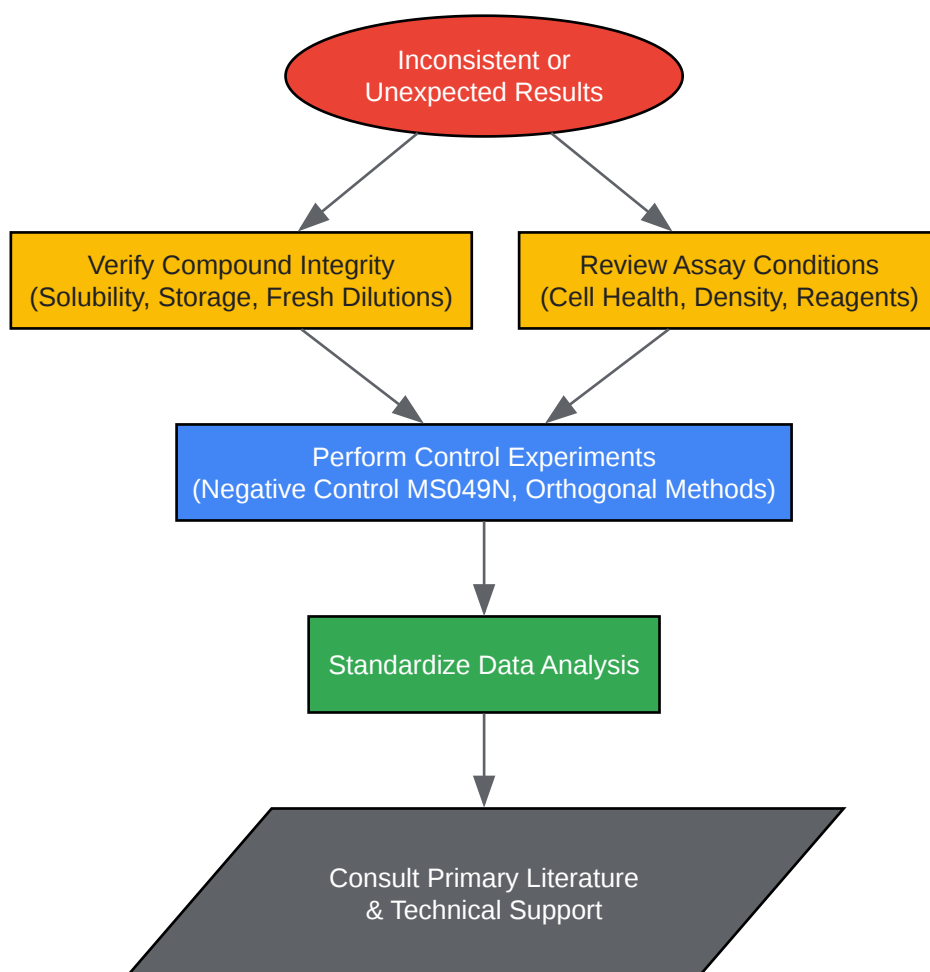 Inconsistent or
Unexpected Results
Verify Compound Integrity
(Solubility, Storage, Fresh Dilutions)
Review Assay Conditions
(Cell Health, Density, Reagents)
Perform Control Experiments
(Negative Control MS049N, Orthogonal Methods)
Standardize Data Analysis
Consult Primary Literature
& Technical Support